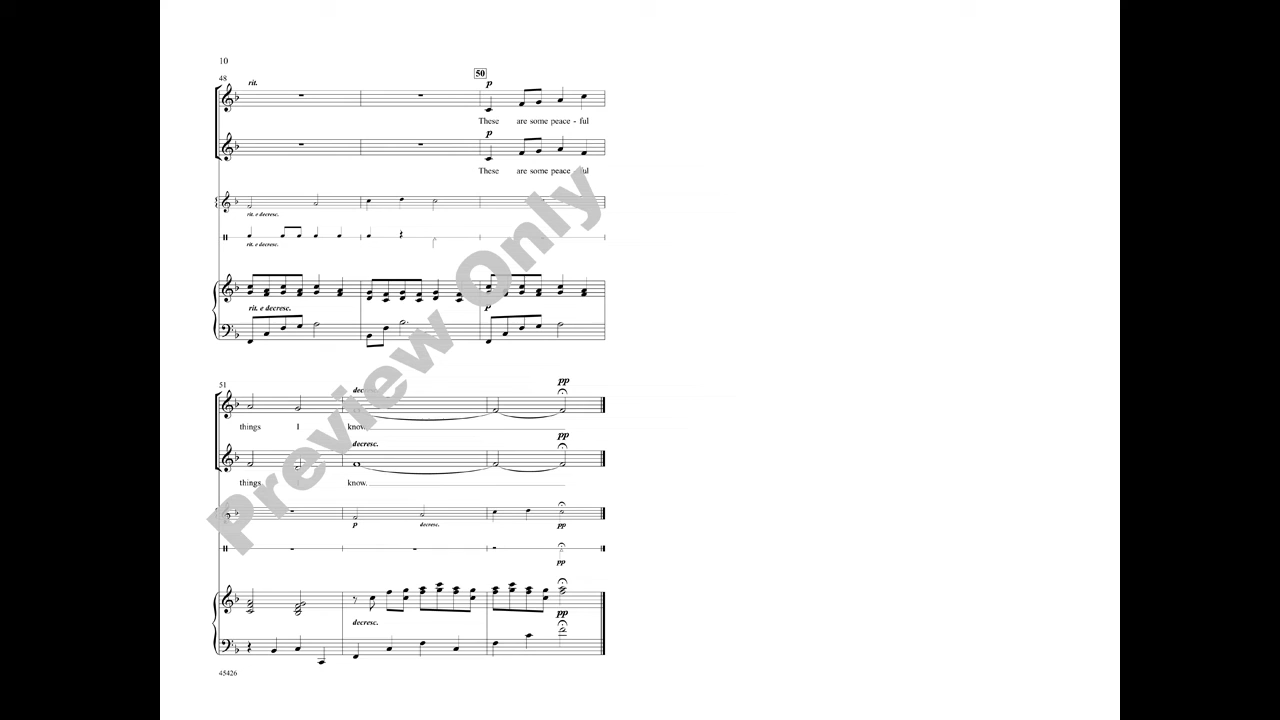 10
48
rit.
50
p
These are some peace - ful
p
These are some peace - ful
rit. e decresc.
rit. e decresc.
rit. e decresc.
p
51
decresc.
pp
things I know.
decresc.
pp
things I know.
p decresc. pp
pp
decresc.
pp
45426
Preview Only